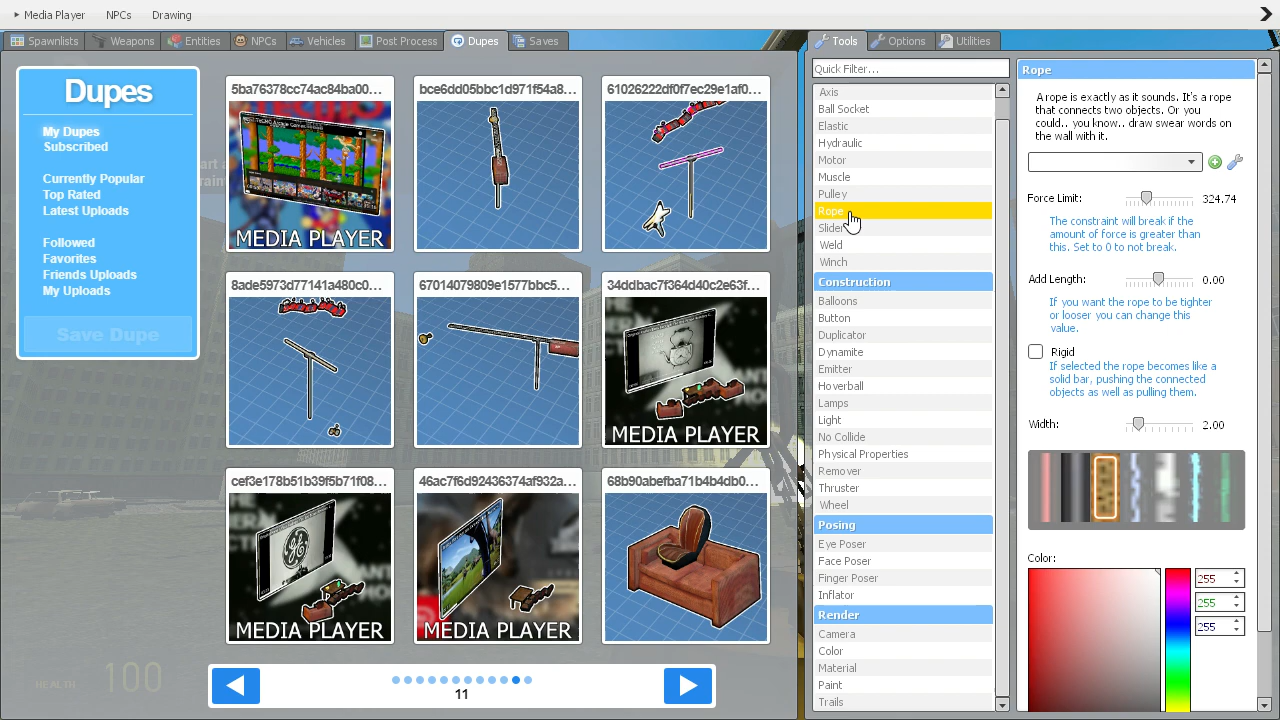 Media Player NPCs Drawing
Spawnlists Weapons Entities NPCs Vehicles Post Process Dupes Saves
Dupes
My Dupes
Subscribed
Currently Popular
Top Rated
Latest Uploads
Followed
Favorites
Friends Uploads
My Uploads
Save Dupe
5ba76378cc74ac84ba00...
MEDIA PLAYER
bce6dd05bbc1d971f54a8...
61026222df0f7ec29e1af0...
8ade5973d77141a480c0...
67014079809e1577bbc5...
34ddbac7f364d40c2e63f...
MEDIA PLAYER
cef3e178b51b39f5b71f08...
MEDIA PLAYER
46ac7f6d92436374af932a...
MEDIA PLAYER
68b90abefba71b4b4db0...
11
HEALTH 100
Tools Options Utilities
Quick Filter...
Axis
Ball Socket
Elastic
Hydraulic
Motor
Muscle
Pulley
Rope
Slider
Weld
Winch
Construction
Balloons
Button
Duplicator
Dynamite
Emitter
Hoverball
Lamps
Light
No Collide
Physical Properties
Remover
Thruster
Wheel
Posing
Eye Poser
Face Poser
Finger Poser
Inflator
Render
Camera
Color
Material
Paint
Trails
Rope
A rope is exactly as it sounds. It's a rope
that connects two objects. Or you
could.. you know.. draw swear words on
the wall with it.
Force Limit: 324.74
The constraint will break if the
amount of force is greater than
this. Set to 0 to not break.
Add Length: 0.00
If you want the rope to be tighter
or looser you can change this
value.
Rigid
If selected the rope becomes like a
solid bar, pushing the connected
objects as well as pulling them.
Width: 2.00
Color:
255
255
255